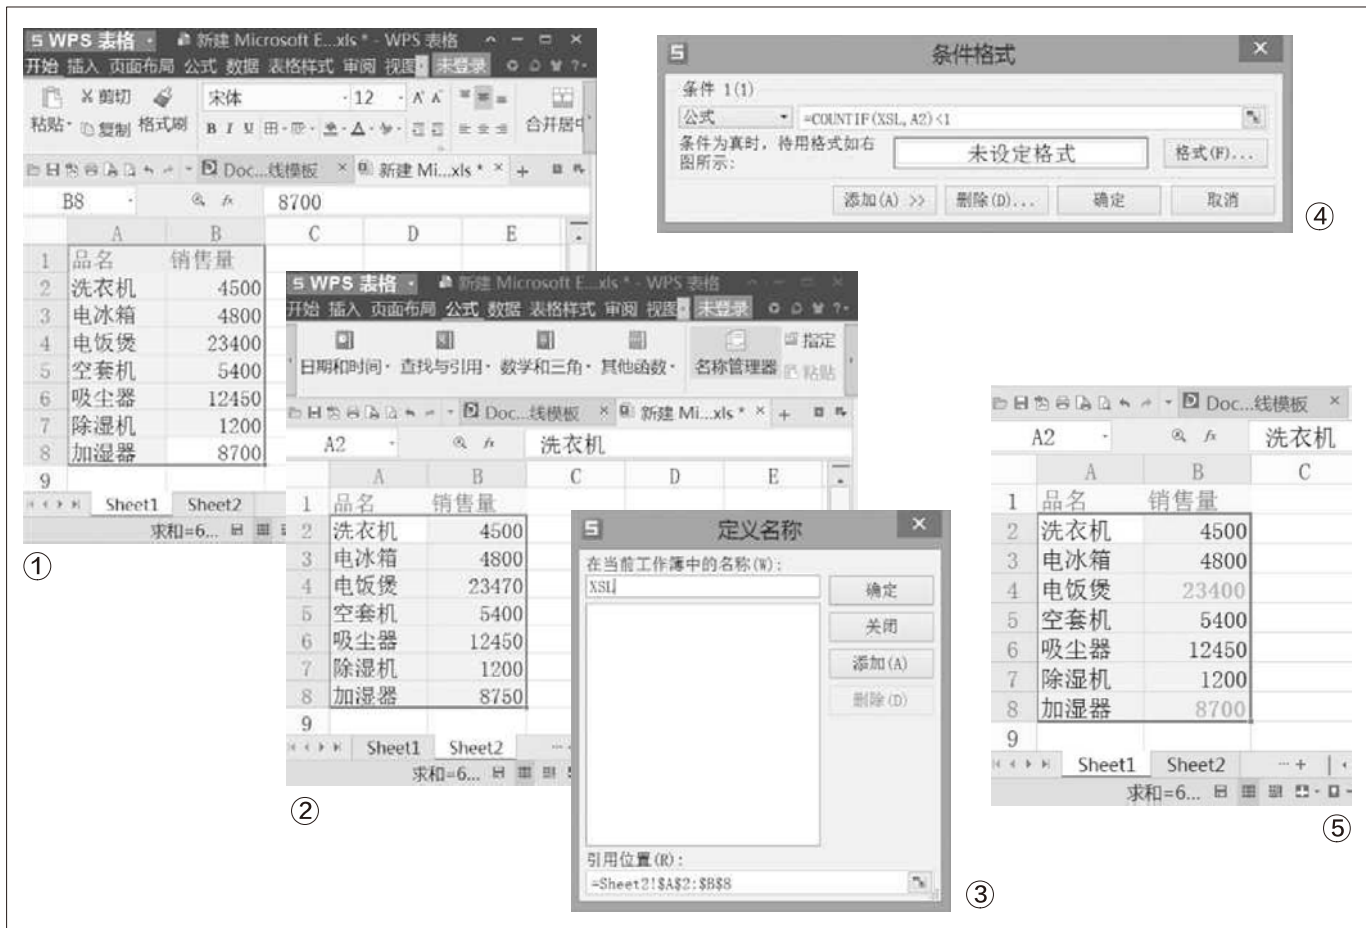 WPS 表格
新建 Microsoft E...xls * - WPS 表格
开始 插入 页面布局 公式 数据 表格样式 审阅 视图 未登录
剪切 宋体 12
粘贴 复制 格式刷 B I U 合并居中
Doc...线模板 × 新建 Mi...xls * × +
B8 fx 8700
A B C D E
1 品名 销售量
2 洗衣机 4500
3 电冰箱 4800
4 电饭煲 23400
5 空套机 5400
6 吸尘器 12450
7 除湿机 1200
8 加湿器 8700
9
Sheet1 Sheet2
求和=6...
①
WPS 表格
新建 Microsoft E...xls * - WPS 表格
开始 插入 页面布局 公式 数据 表格样式 审阅 视图 未登录
日期和时间 查找与引用 数学和三角 其他函数 名称管理器 指定
粘贴
Doc...线模板 × 新建 Mi...xls * × +
A2 fx 洗衣机
A B C D E
1 品名 销售量
2 洗衣机 4500
3 电冰箱 4800
4 电饭煲 23470
5 空套机 5400
6 吸尘器 12450
7 除湿机 1200
8 加湿器 8750
9
Sheet1 Sheet2
求和=6...
②
定义名称
在当前工作簿中的名称(W):
XSL
确定
关闭
添加(A)
删除(D)
引用位置(R):
=Sheet2!$A$2:$B$8
③
条件格式
条件 1(1)
公式 =COUNTIF(XSL, A2)<1
条件为真时，待用格式如右
图所示:
未设定格式 格式(F)...
添加(A) >> 删除(D)... 确定 取消
④
Doc...线模板 ×
A2 fx 洗衣机
A B C
1 品名 销售量
2 洗衣机 4500
3 电冰箱 4800
4 电饭煲 23400
5 空套机 5400
6 吸尘器 12450
7 除湿机 1200
8 加湿器 8700
9
Sheet1 Sheet2 ... +
求和=6...
⑤